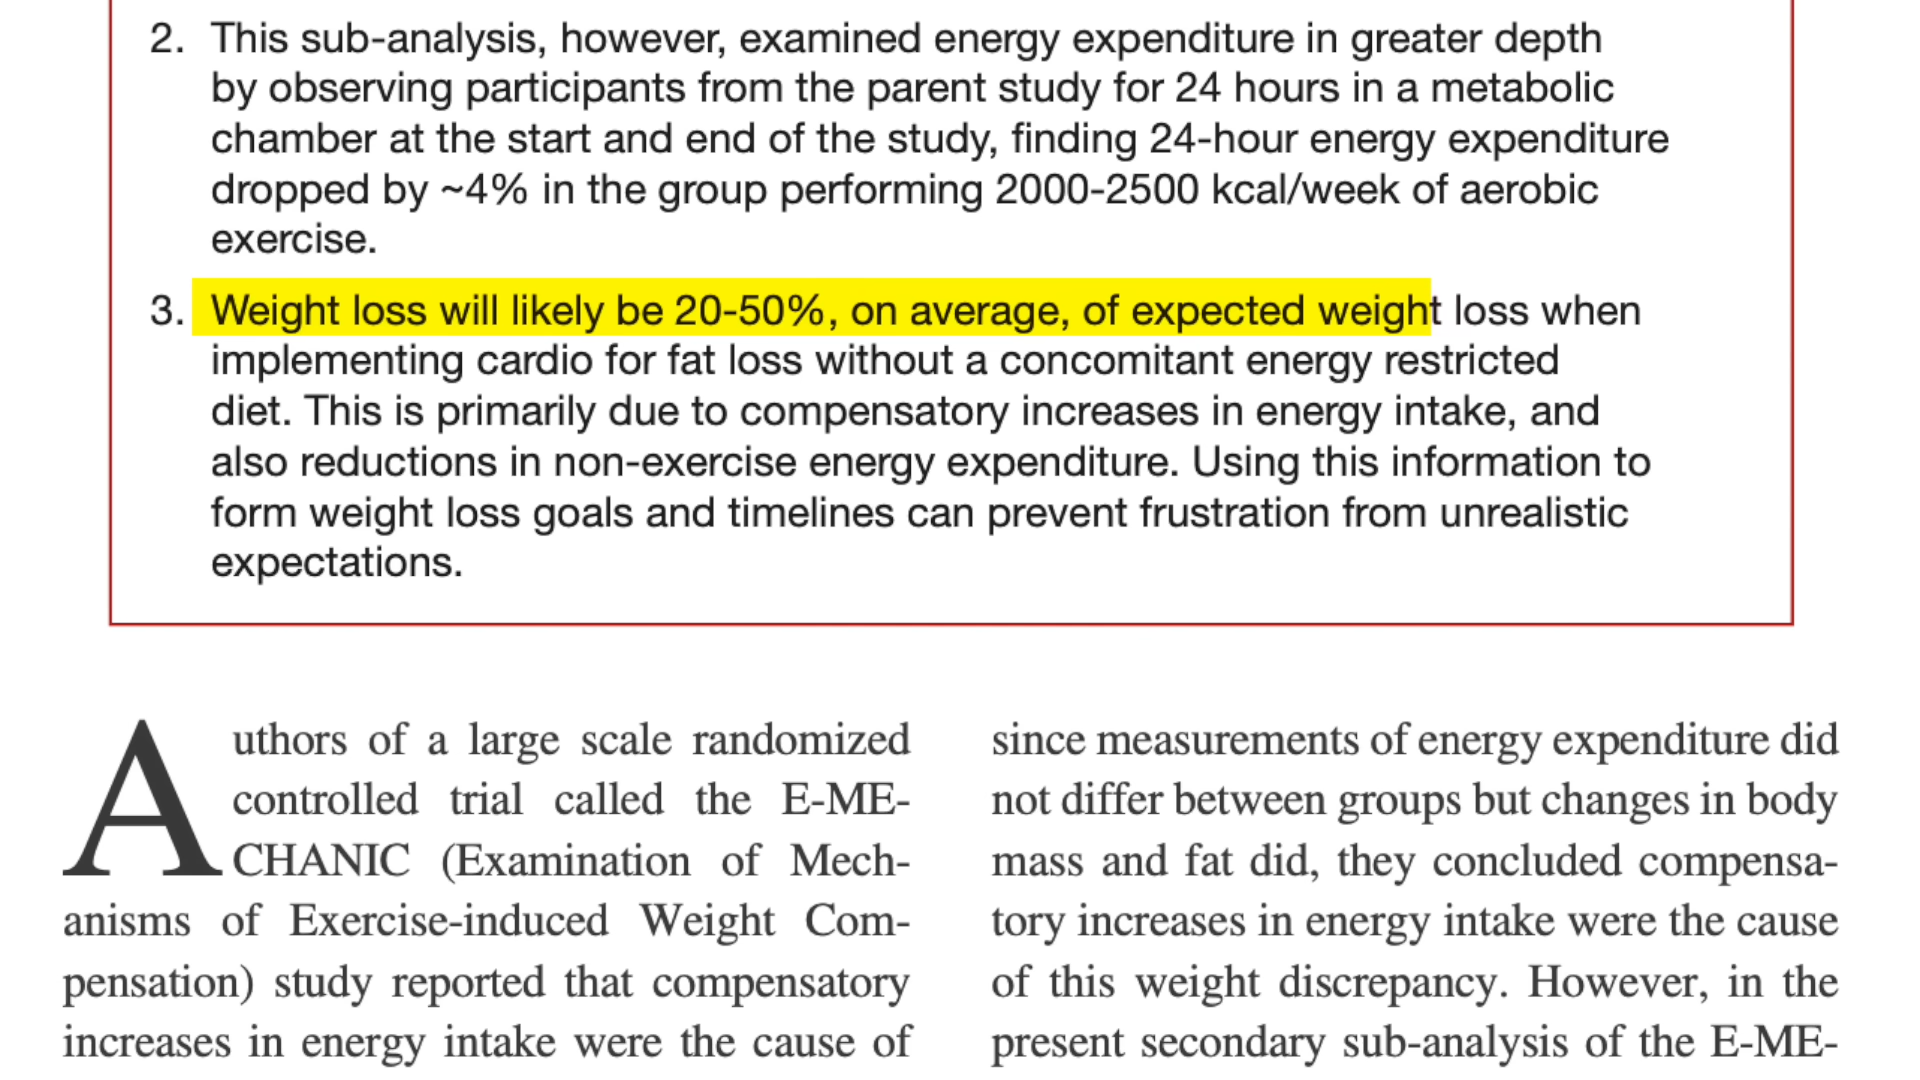 2. This sub-analysis, however, examined energy expenditure in greater depth
by observing participants from the parent study for 24 hours in a metabolic
chamber at the start and end of the study, finding 24-hour energy expenditure
dropped by ~4% in the group performing 2000-2500 kcal/week of aerobic
exercise.
3. Weight loss will likely be 20-50%, on average, of expected weight loss when
implementing cardio for fat loss without a concomitant energy restricted
diet. This is primarily due to compensatory increases in energy intake, and
also reductions in non-exercise energy expenditure. Using this information to
form weight loss goals and timelines can prevent frustration from unrealistic
expectations.
Authors of a large scale randomized
controlled trial called the E-ME-
CHANIC (Examination of Mech-
anisms of Exercise-induced Weight Com-
pensation) study reported that compensatory
increases in energy intake were the cause of
since measurements of energy expenditure did
not differ between groups but changes in body
mass and fat did, they concluded compensa-
tory increases in energy intake were the cause
of this weight discrepancy. However, in the
present secondary sub-analysis of the E-ME-